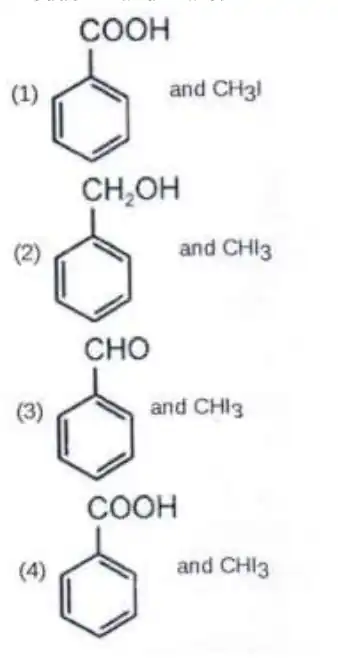 COOH
(1) and CH3I
CH2OH
(2) and CHI3
CHO
(3) and CHI3
COOH
(4) and CHI3